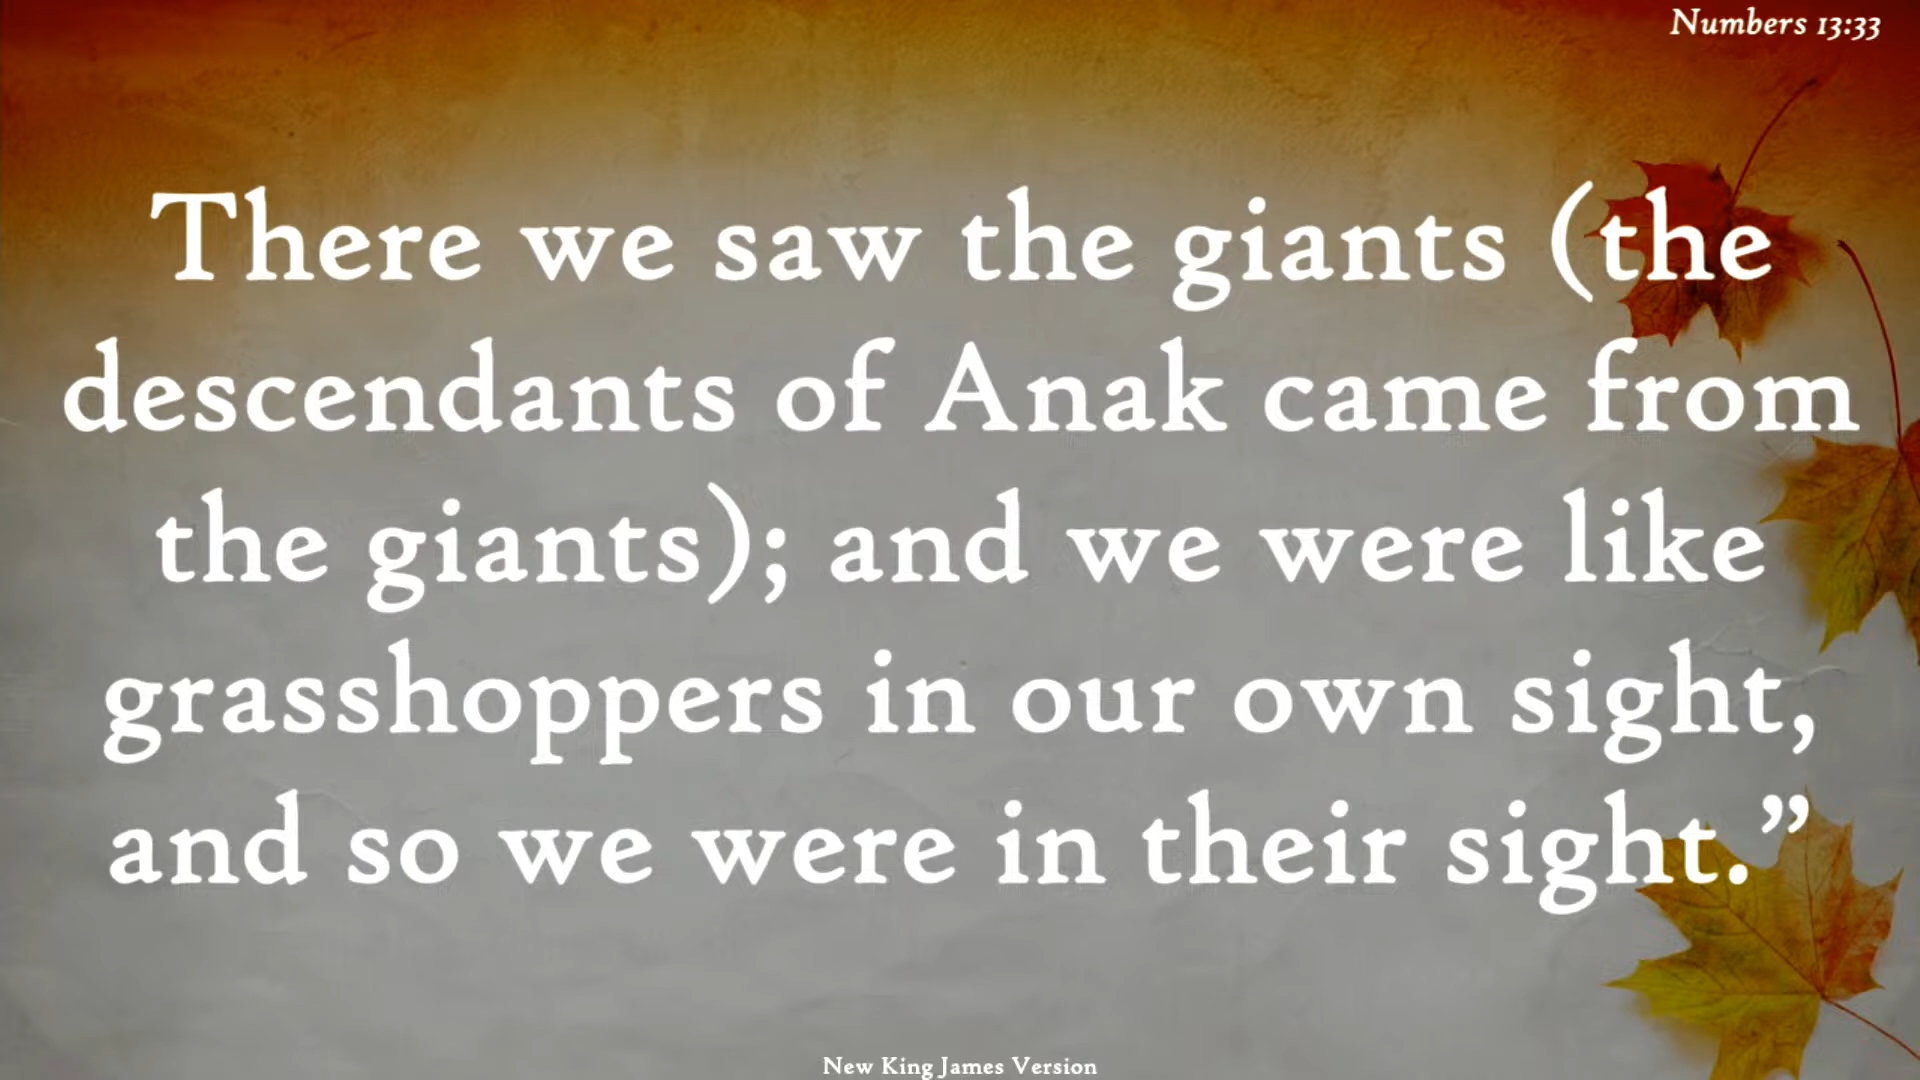 Numbers 13:33
There we saw the giants (the
descendants of Anak came from
the giants); and we were like
grasshoppers in our own sight,
and so we were in their sight.”
New King James Version